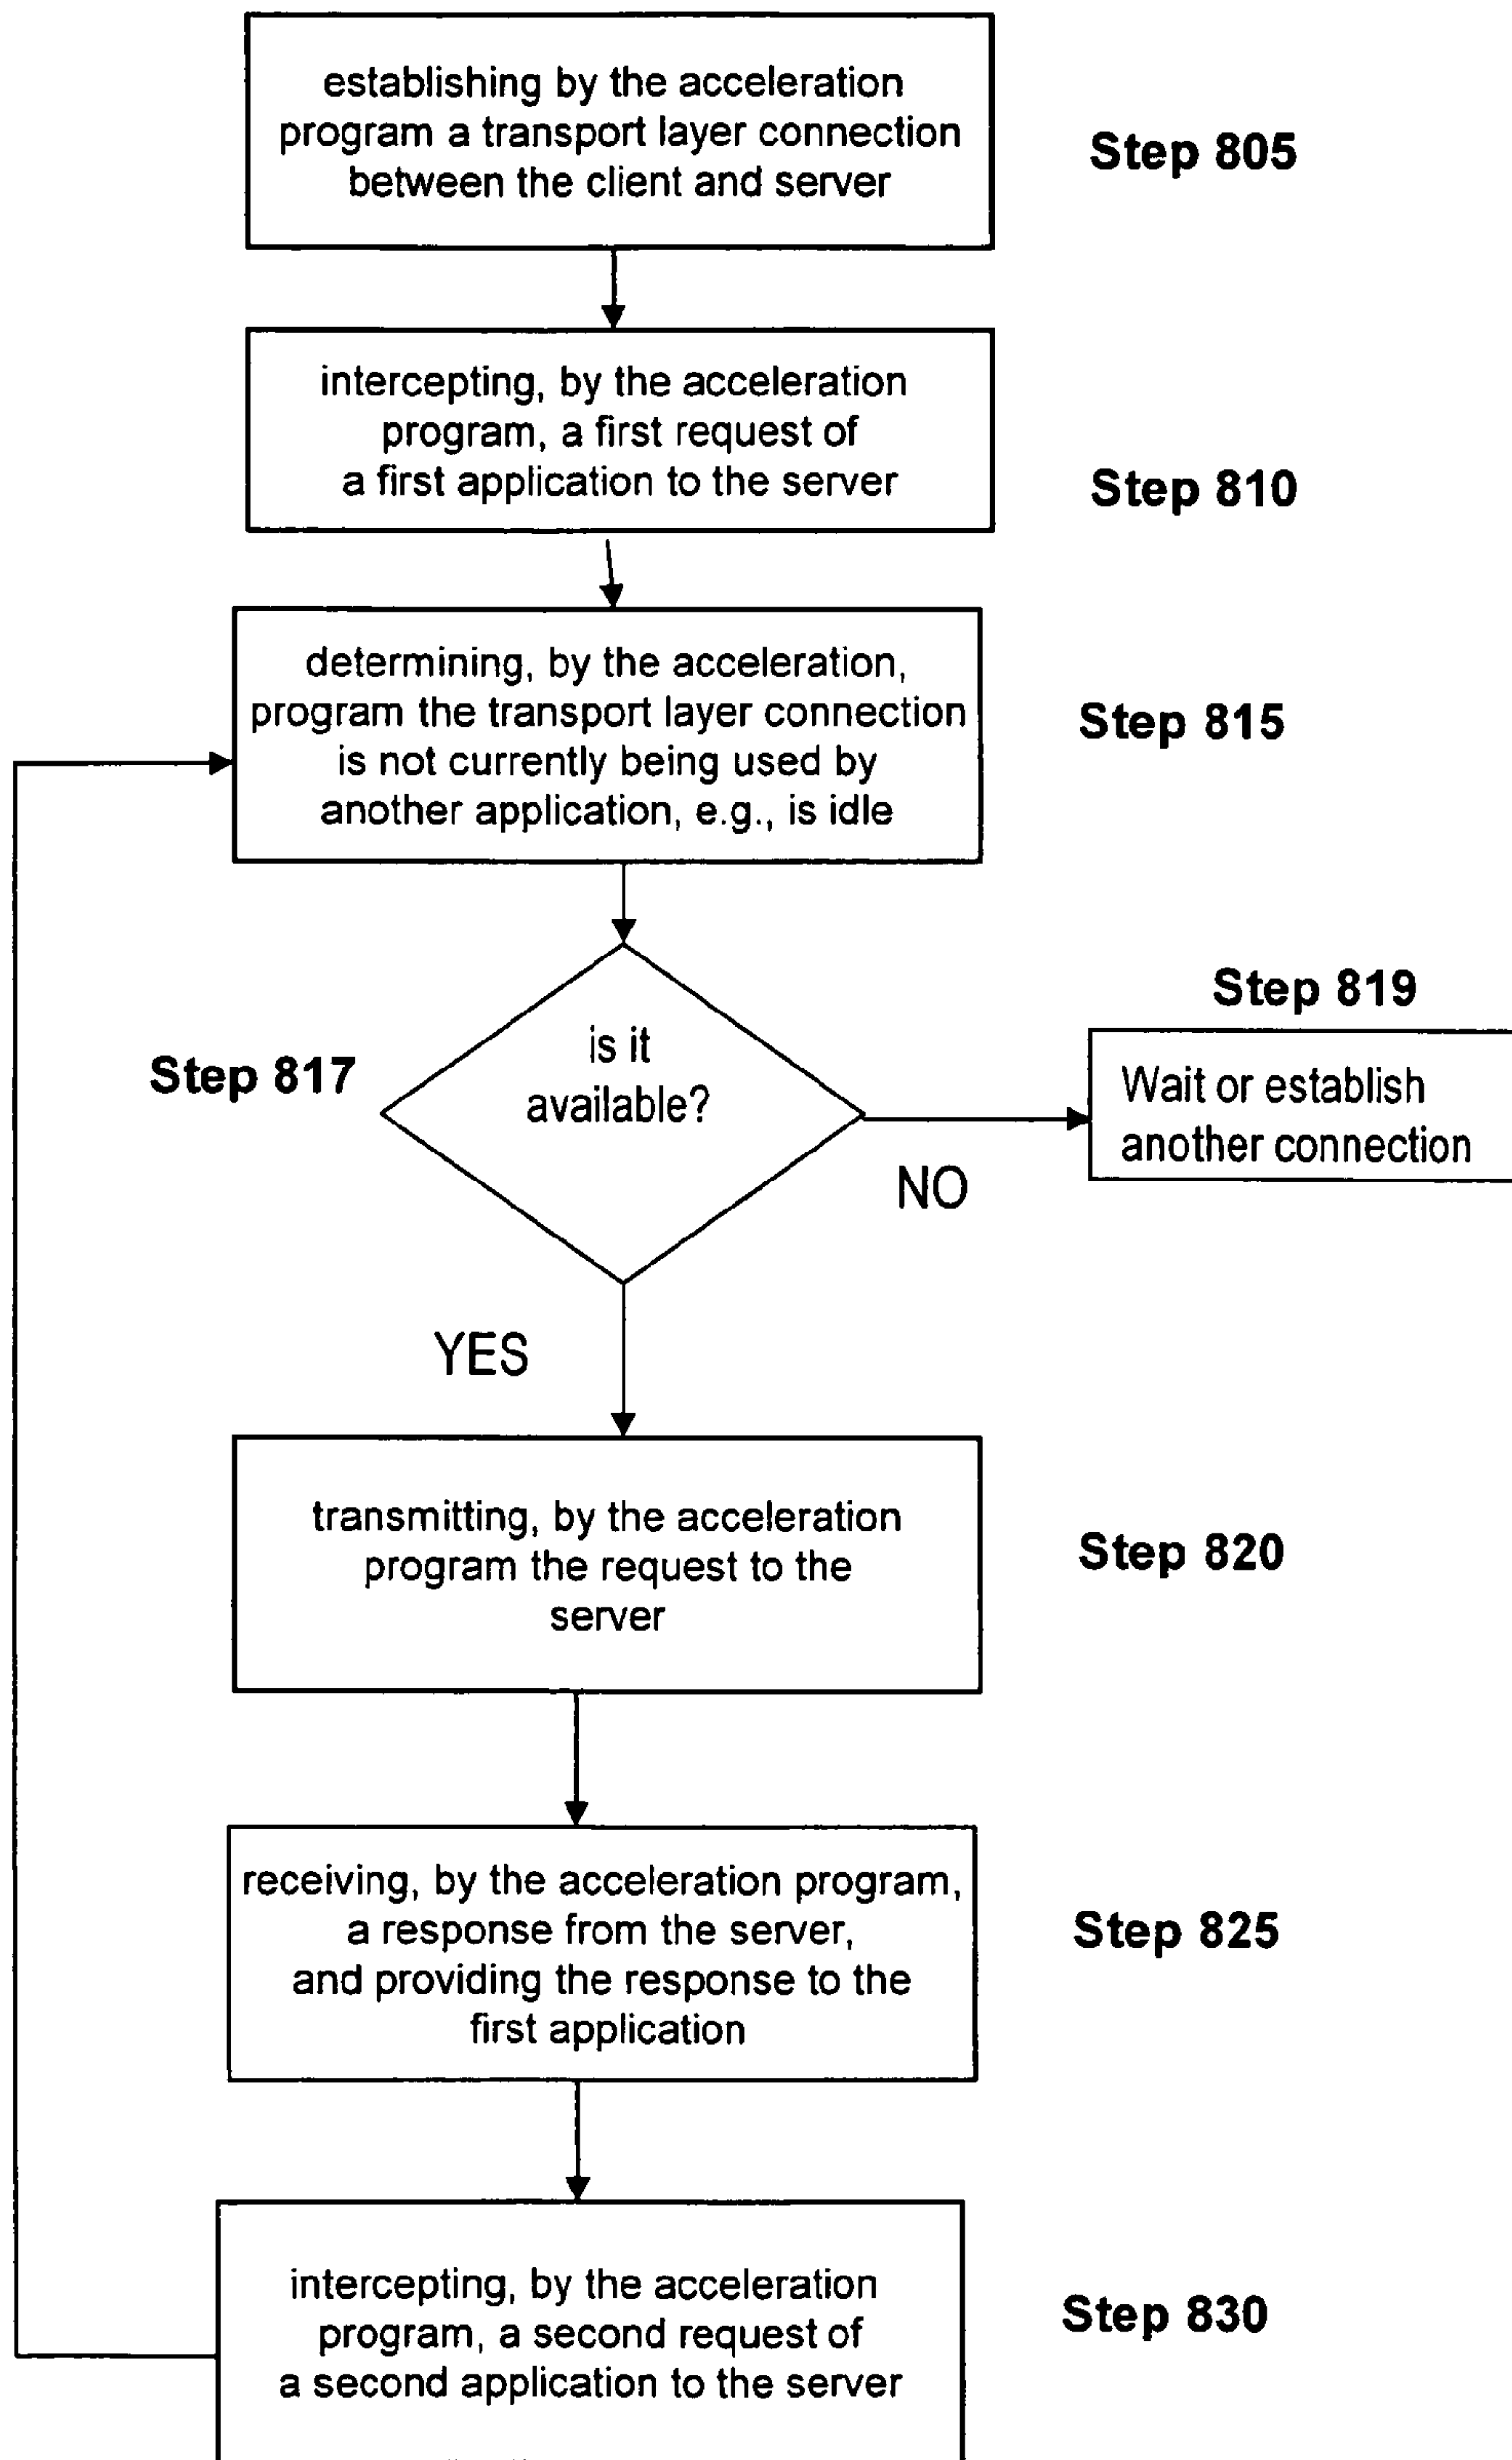 establishing by the acceleration
program a transport layer connection
between the client and server
Step 805
intercepting, by the acceleration
program, a first request of
a first application to the server
Step 810
determining, by the acceleration,
program the transport layer connection
is not currently being used by
another application, e.g., is idle
Step 815
is it
available?
Step 817
Step 819
Wait or establish
another connection
NO
YES
transmitting, by the acceleration
program the request to the
server
Step 820
receiving, by the acceleration program,
a response from the server,
and providing the response to the
first application
Step 825
intercepting, by the acceleration
program, a second request of
a second application to the server
Step 830